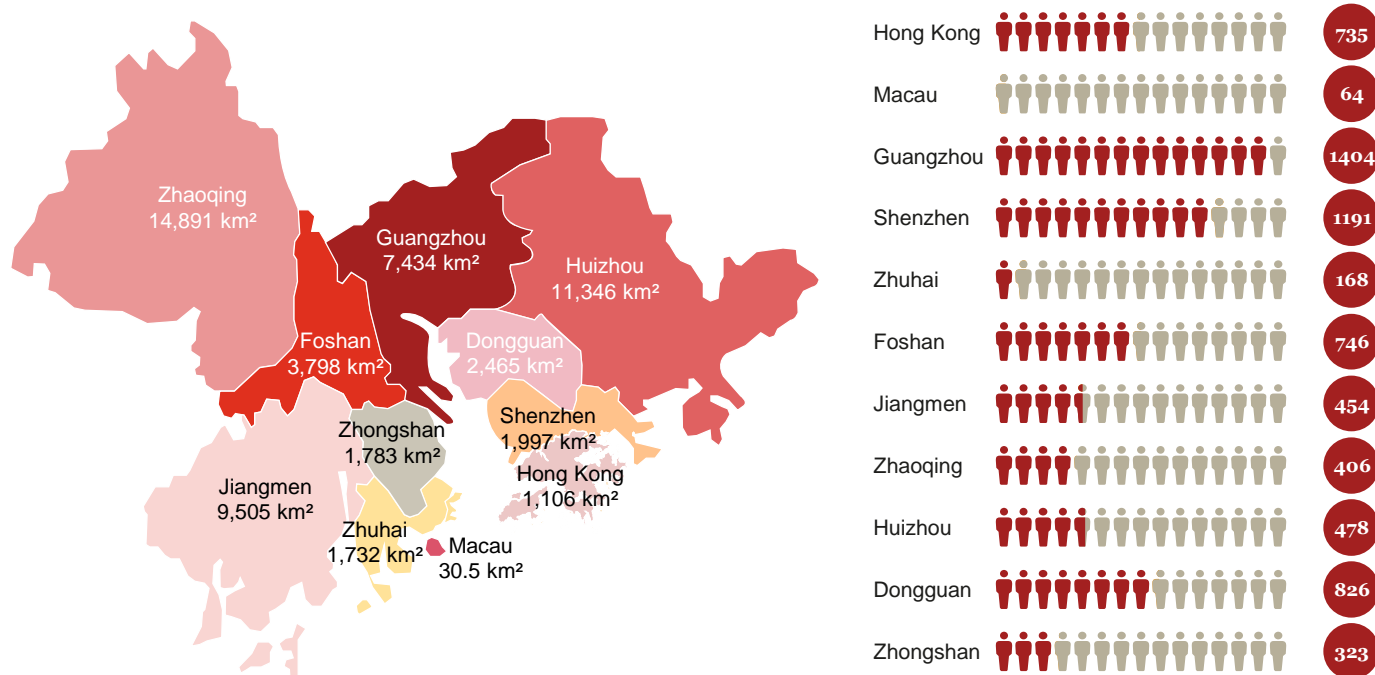 Zhaoqing
14,891 km²
Guangzhou
7,434 km²
Huizhou
11,346 km²
Foshan
3,798 km²
Dongguan
2,465 km²
Shenzhen
1,997 km²
Zhongshan
1,783 km²
Hong Kong
1,106 km²
Jiangmen
9,505 km²
Zhuhai
1,732 km²
Macau
30.5 km²
Hong Kong 735
Macau 64
Guangzhou 1404
Shenzhen 1191
Zhuhai 168
Foshan 746
Jiangmen 454
Zhaoqing 406
Huizhou 478
Dongguan 826
Zhongshan 323